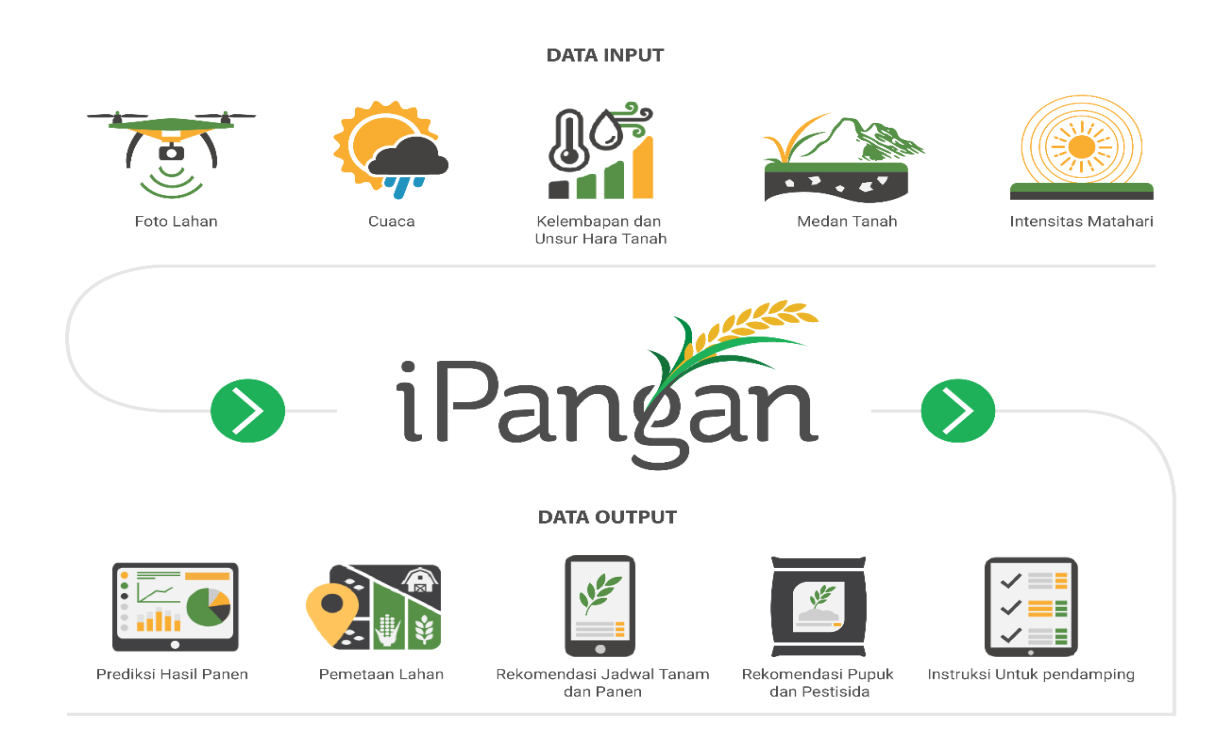 DATA INPUT
Foto Lahan
Cuaca
Kelembapan dan
Unsur Hara Tanah
Medan Tanah
Intensitas Matahari
iPangan
DATA OUTPUT
Prediksi Hasil Panen
Pemetaan Lahan
Rekomendasi Jadwal Tanam
dan Panen
Rekomendasi Pupuk
dan Pestisida
Instruksi Untuk pendamping